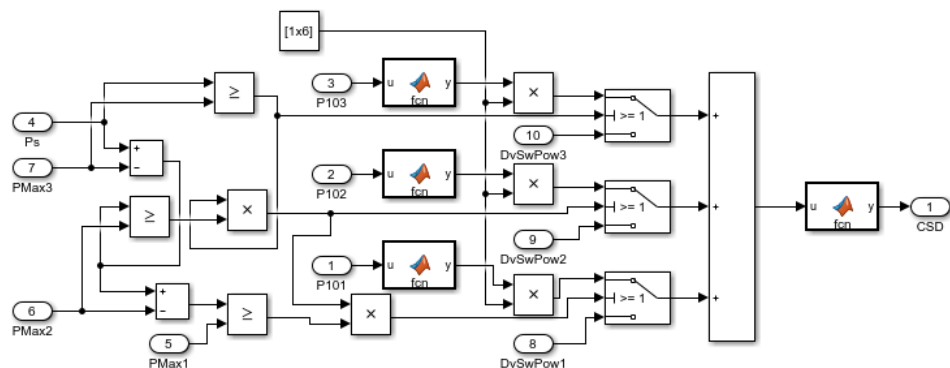 [1x6]
3
P103
u
y
fcn
×
≥
4
Ps
+
−
7
PMax3
>= 1
10
DvSwPow3
+
2
P102
u
y
fcn
×
≥
×
>= 1
9
DvSwPow2
+
u
y
fcn
1
CSD
1
P101
u
y
fcn
×
+
−
≥
×
>= 1
6
PMax2
5
PMax1
8
DvSwPow1
+